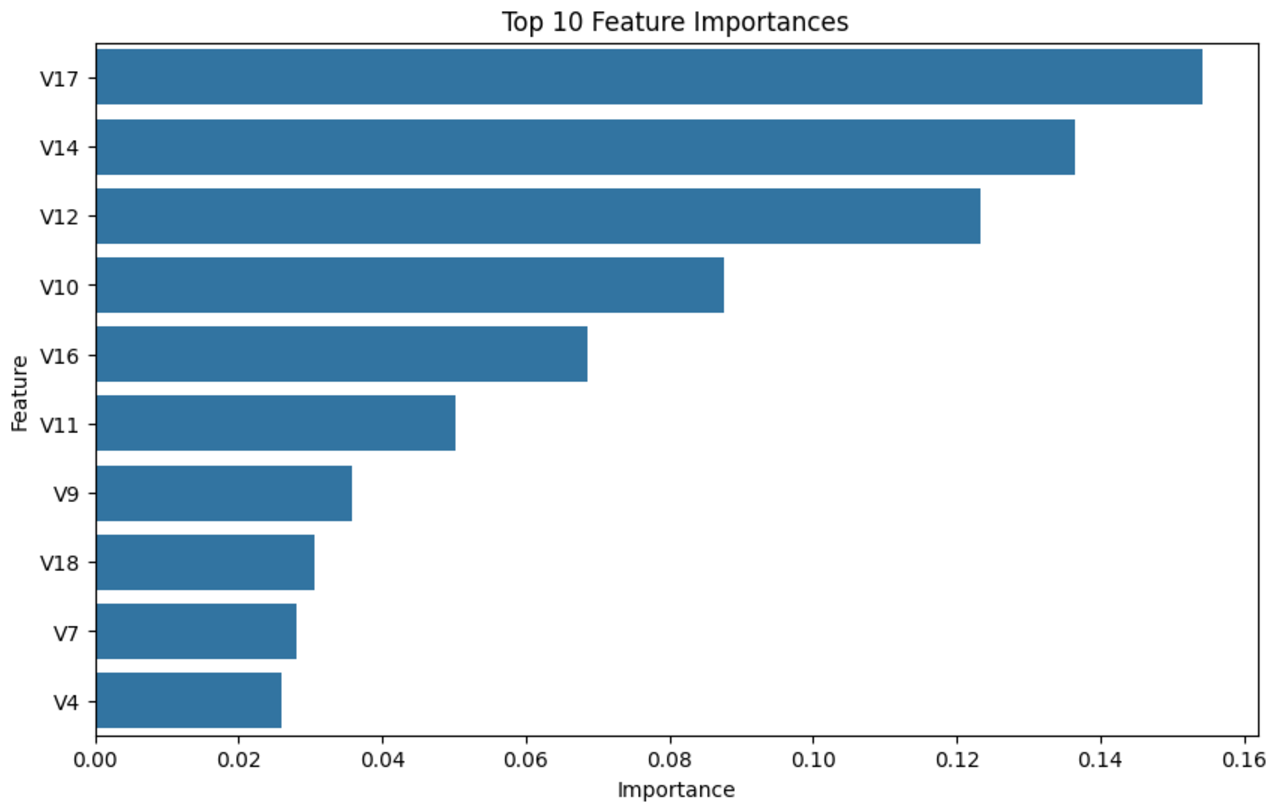 Top 10 Feature Importances
Feature
V17
V14
V12
V10
V16
V11
V9
V18
V7
V4
0.00 0.02 0.04 0.06 0.08 0.10 0.12 0.14 0.16
Importance